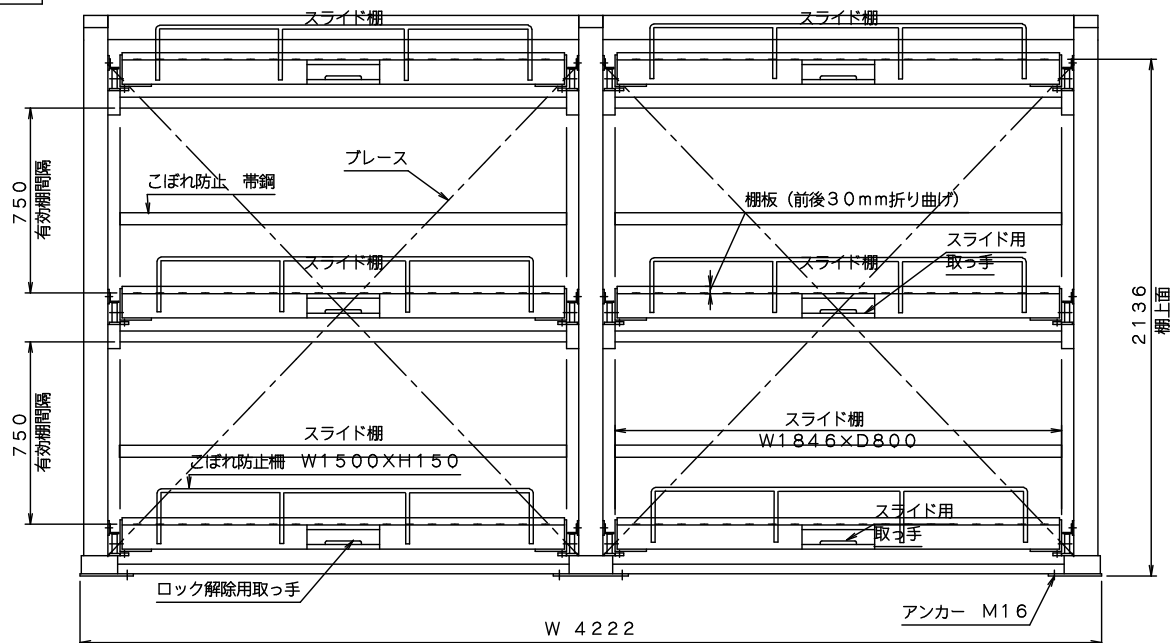 スライド棚
スライド棚
ブレース
こぼれ防止　帯鋼
750
有効棚間隔
棚板（前後30mm折り曲げ）
スライド用
取っ手
スライド棚
スライド棚
2136
棚上面
750
有効棚間隔
スライド棚
スライド棚
W1846×D800
こぼれ防止柵　W1500XH150
スライド用
取っ手
ロック解除用取っ手
アンカー　M16
W 4222